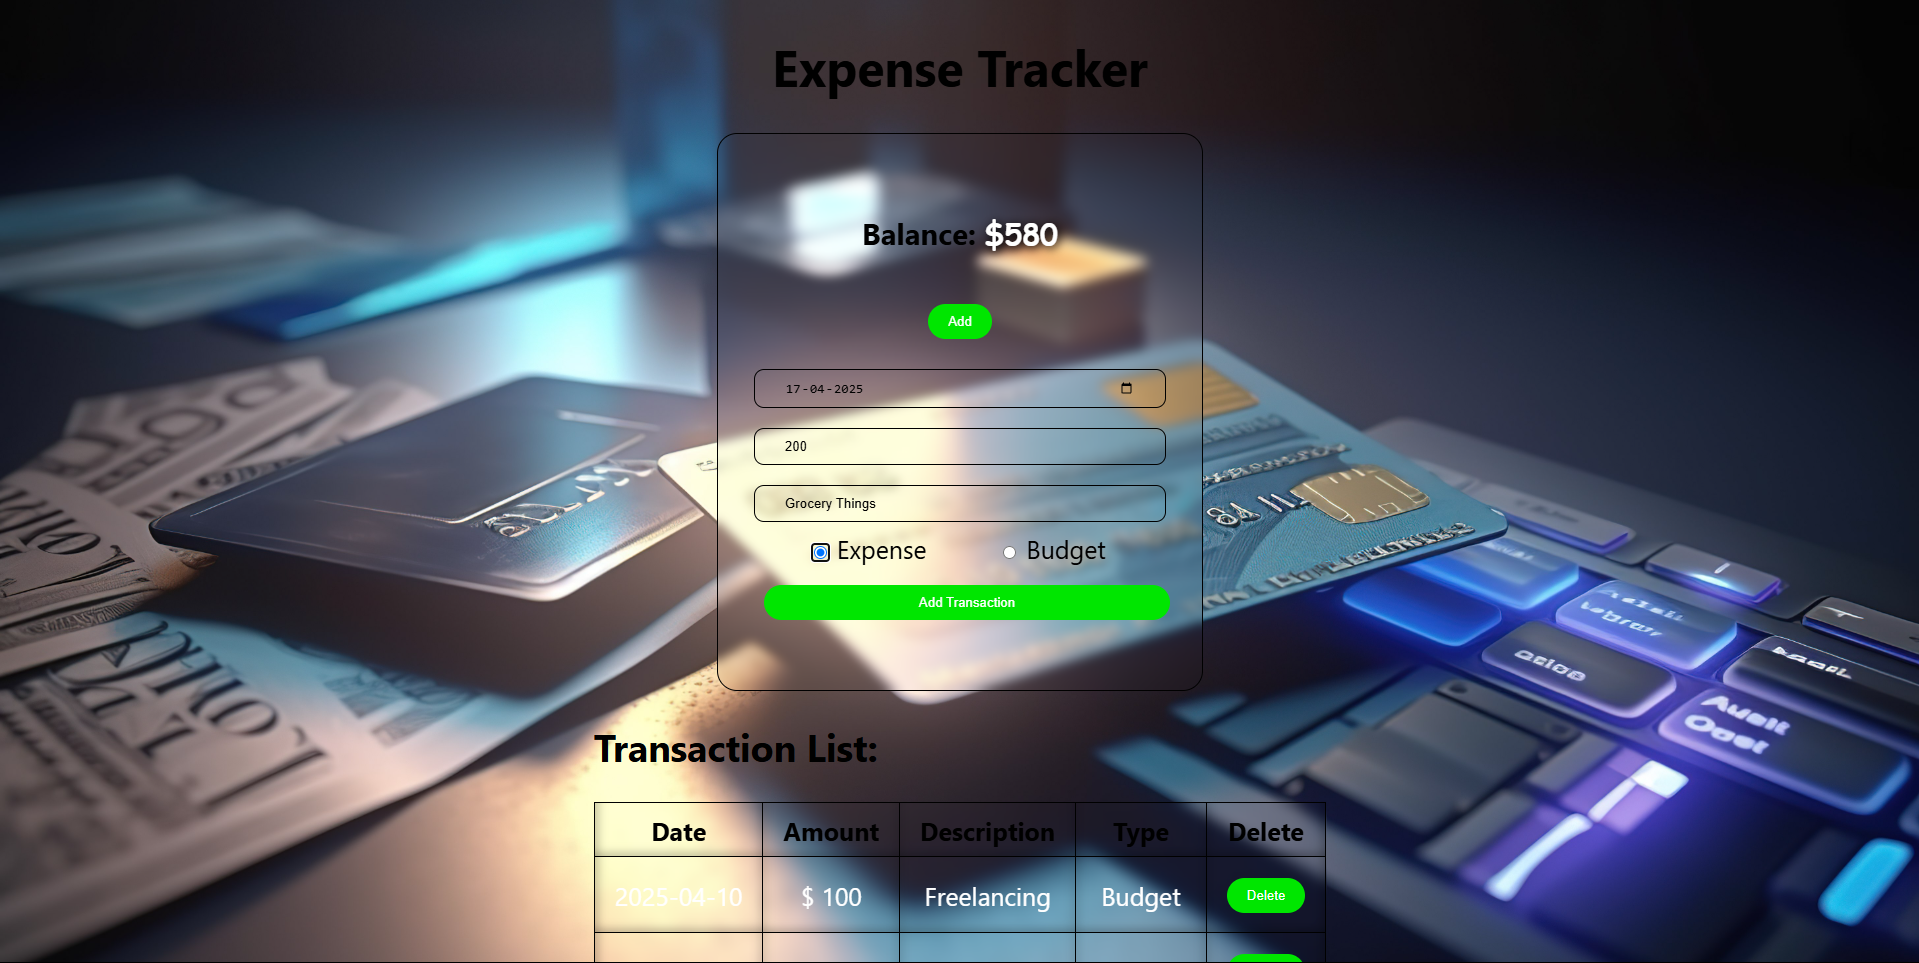 Expense Tracker
Balance: $580
Add
17-04-2025
200
Grocery Things
Expense Budget
Add Transaction
Transaction List:
Date Amount Description Type Delete
2025-04-10 $ 100 Freelancing Budget Delete